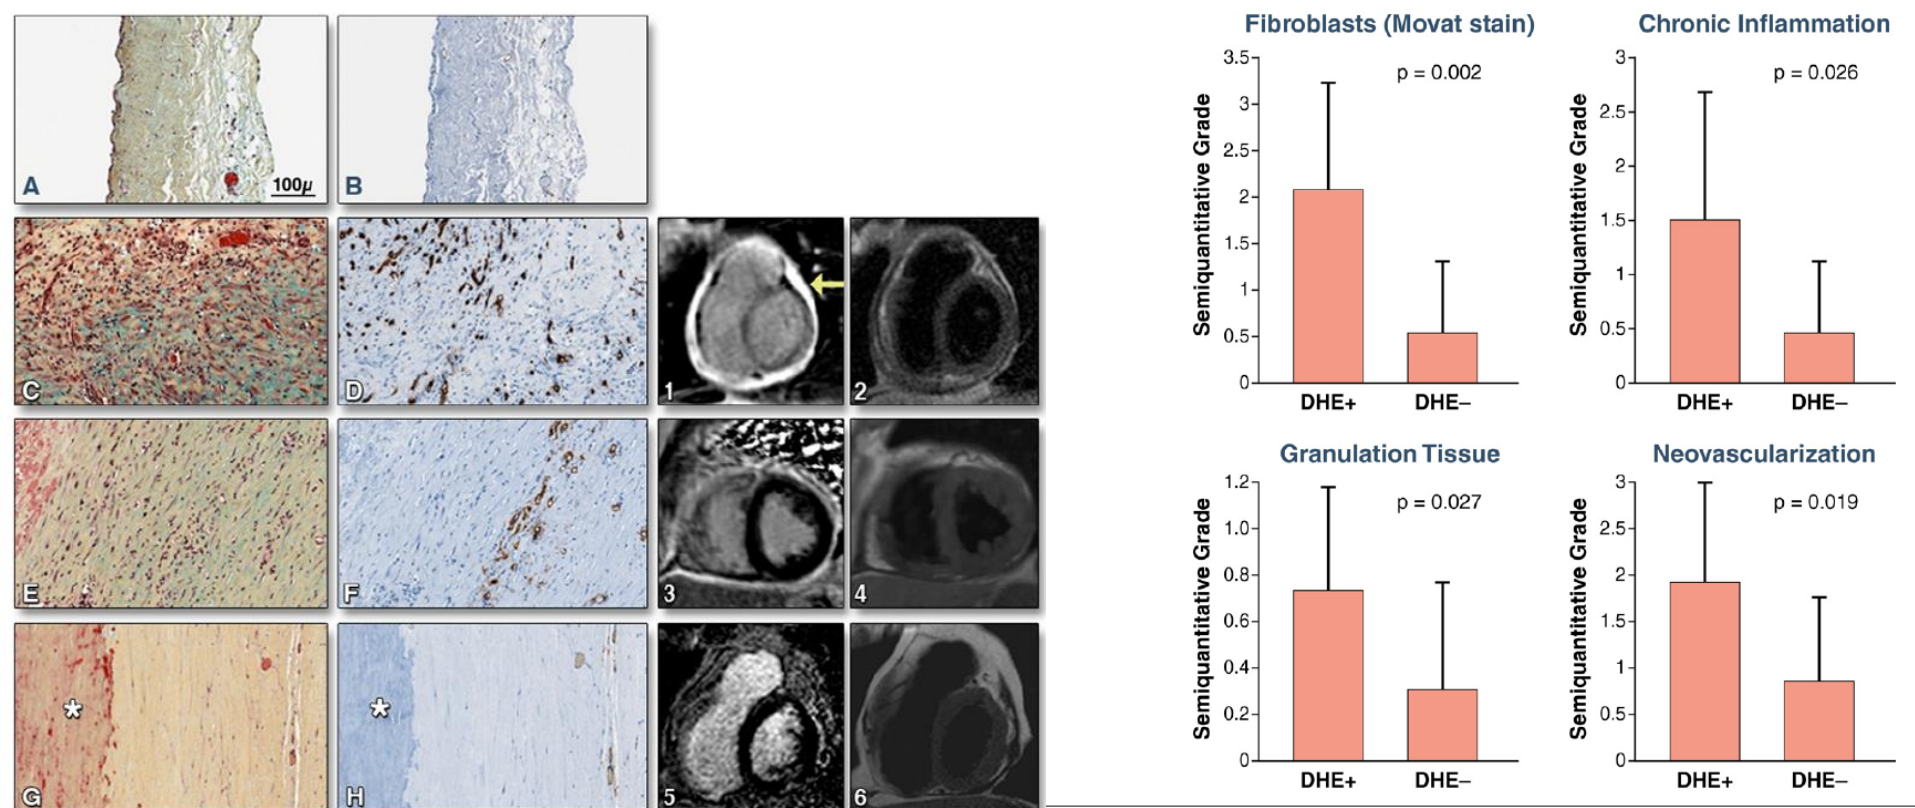 A
100µ
B
C
D
1
2
E
F
3
4
*
*
G
H
5
6
Fibroblasts (Movat stain)
p = 0.002
Semiquantitative Grade
3.5
3
2.5
2
1.5
1
0.5
0
DHE+
DHE–
Chronic Inflammation
p = 0.026
Semiquantitative Grade
3
2.5
2
1.5
1
0.5
0
DHE+
DHE–
Granulation Tissue
p = 0.027
Semiquantitative Grade
1.2
1.0
0.8
0.6
0.4
0.2
0
DHE+
DHE–
Neovascularization
p = 0.019
Semiquantitative Grade
3
2.5
2
1.5
1
0.5
0
DHE+
DHE–